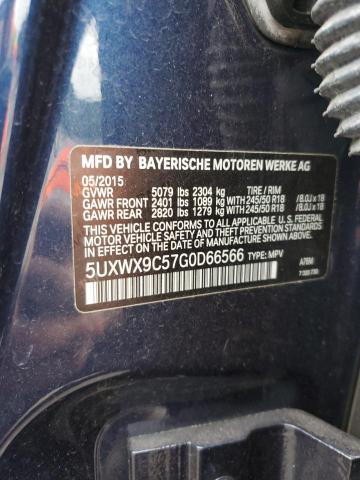 MFD BY BAYERISCHE MOTOREN WERKE AG
05/2015
GVWR 5079 lbs 2304 kg TIRE / RIM
GAWR FRONT 2401 lbs 1089 kg WITH 245/50 R18 / 8.0J x 18
GAWR REAR 2820 lbs 1279 kg WITH 245/50 R18 / 8.0J x 18
THIS VEHICLE CONFORMS TO ALL APPLICABLE U. S. FEDERAL
MOTOR VEHICLE SAFETY BUMPER, AND THEFT PREVENTION
STANDARDS IN EFFECT ON THE DATE OF MANUFACTURE
SHOWN ABOVE.
5UXWX9C57G0D66566 TYPE: MPV